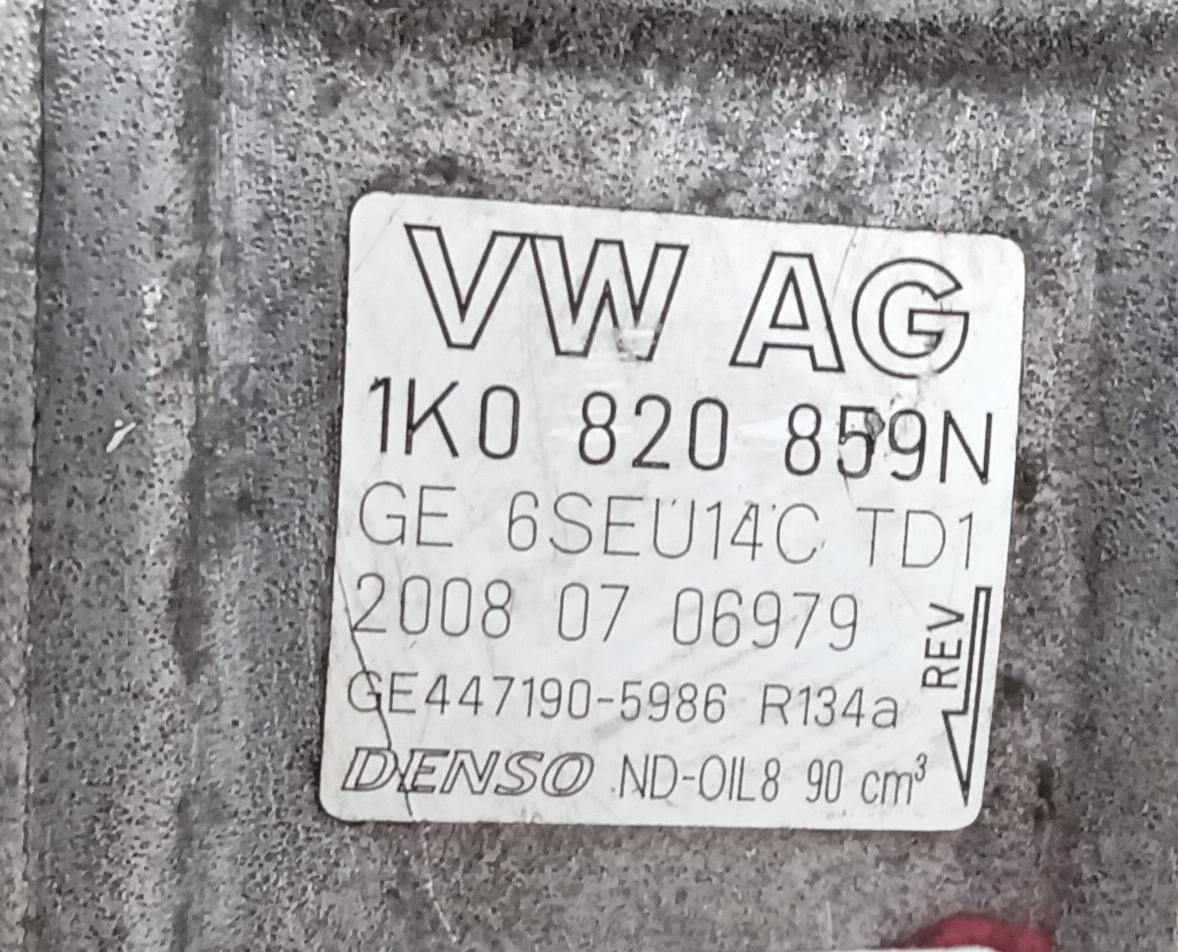 VW AG
1K0 820 859N
GE 6SEU14C TD1
2008 07 06979
REV
GE447190-5986 R134a
DENSO ND-OIL8 90 cm³